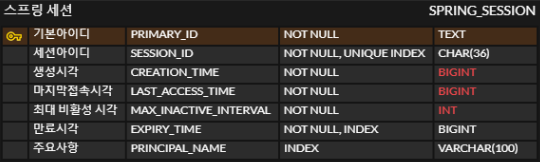 스프링 세션 SPRING_SESSION
기본아이디 PRIMARY_ID NOT NULL TEXT
세션아이디 SESSION_ID NOT NULL, UNIQUE INDEX CHAR(36)
생성시각 CREATION_TIME NOT NULL BIGINT
마지막접속시각 LAST_ACCESS_TIME NOT NULL BIGINT
최대 비활성 시각 MAX_INACTIVE_INTERVAL NOT NULL INT
만료시각 EXPIRY_TIME NOT NULL, INDEX BIGINT
주요사항 PRINCIPAL_NAME INDEX VARCHAR(100)